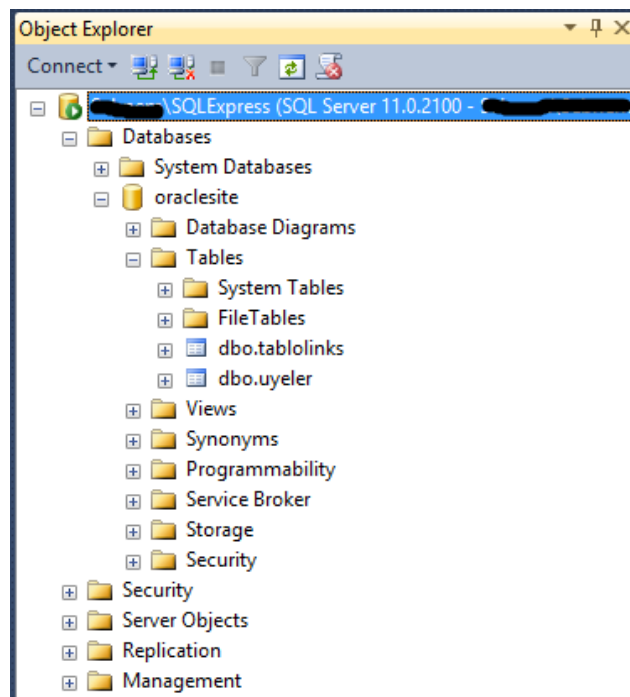 Object Explorer
Connect
\SQLExpress (SQL Server 11.0.2100 -
Databases
System Databases
oraclesite
Database Diagrams
Tables
System Tables
FileTables
dbo.tablolinks
dbo.uyeler
Views
Synonyms
Programmability
Service Broker
Storage
Security
Security
Server Objects
Replication
Management